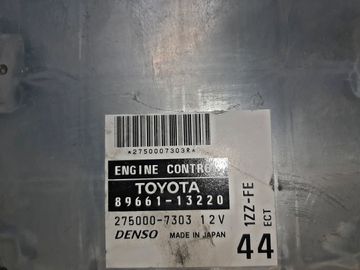 *2750007303R*
ENGINE CONTRO
TOYOTA
89661-13220
275000-7303 12V
DENSO MADE IN JAPAN
1ZZ-FE
ECT
44